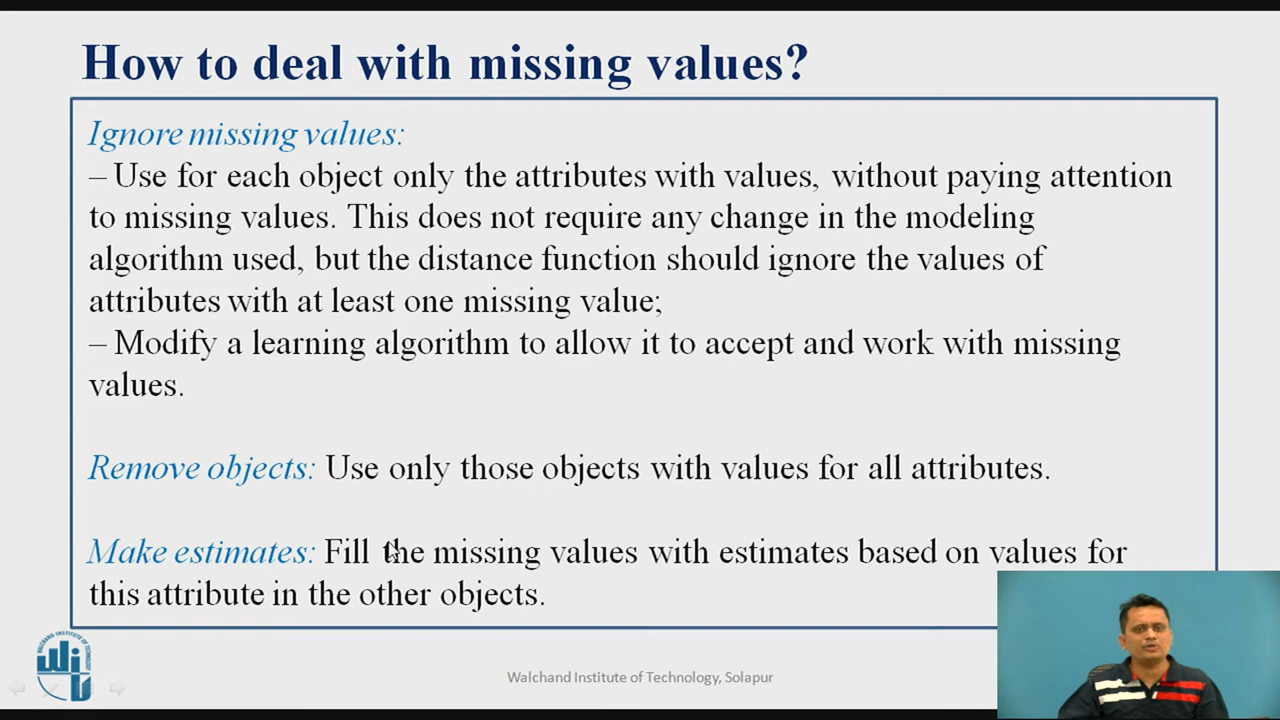 How to deal with missing values?
Ignore missing values:
– Use for each object only the attributes with values, without paying attention
to missing values. This does not require any change in the modeling
algorithm used, but the distance function should ignore the values of
attributes with at least one missing value;
– Modify a learning algorithm to allow it to accept and work with missing
values.
Remove objects: Use only those objects with values for all attributes.
Make estimates: Fill the missing values with estimates based on values for
this attribute in the other objects.
WALCHAND INSTITUTE OF TECHNOLOGY
Walchand Institute of Technology, Solapur